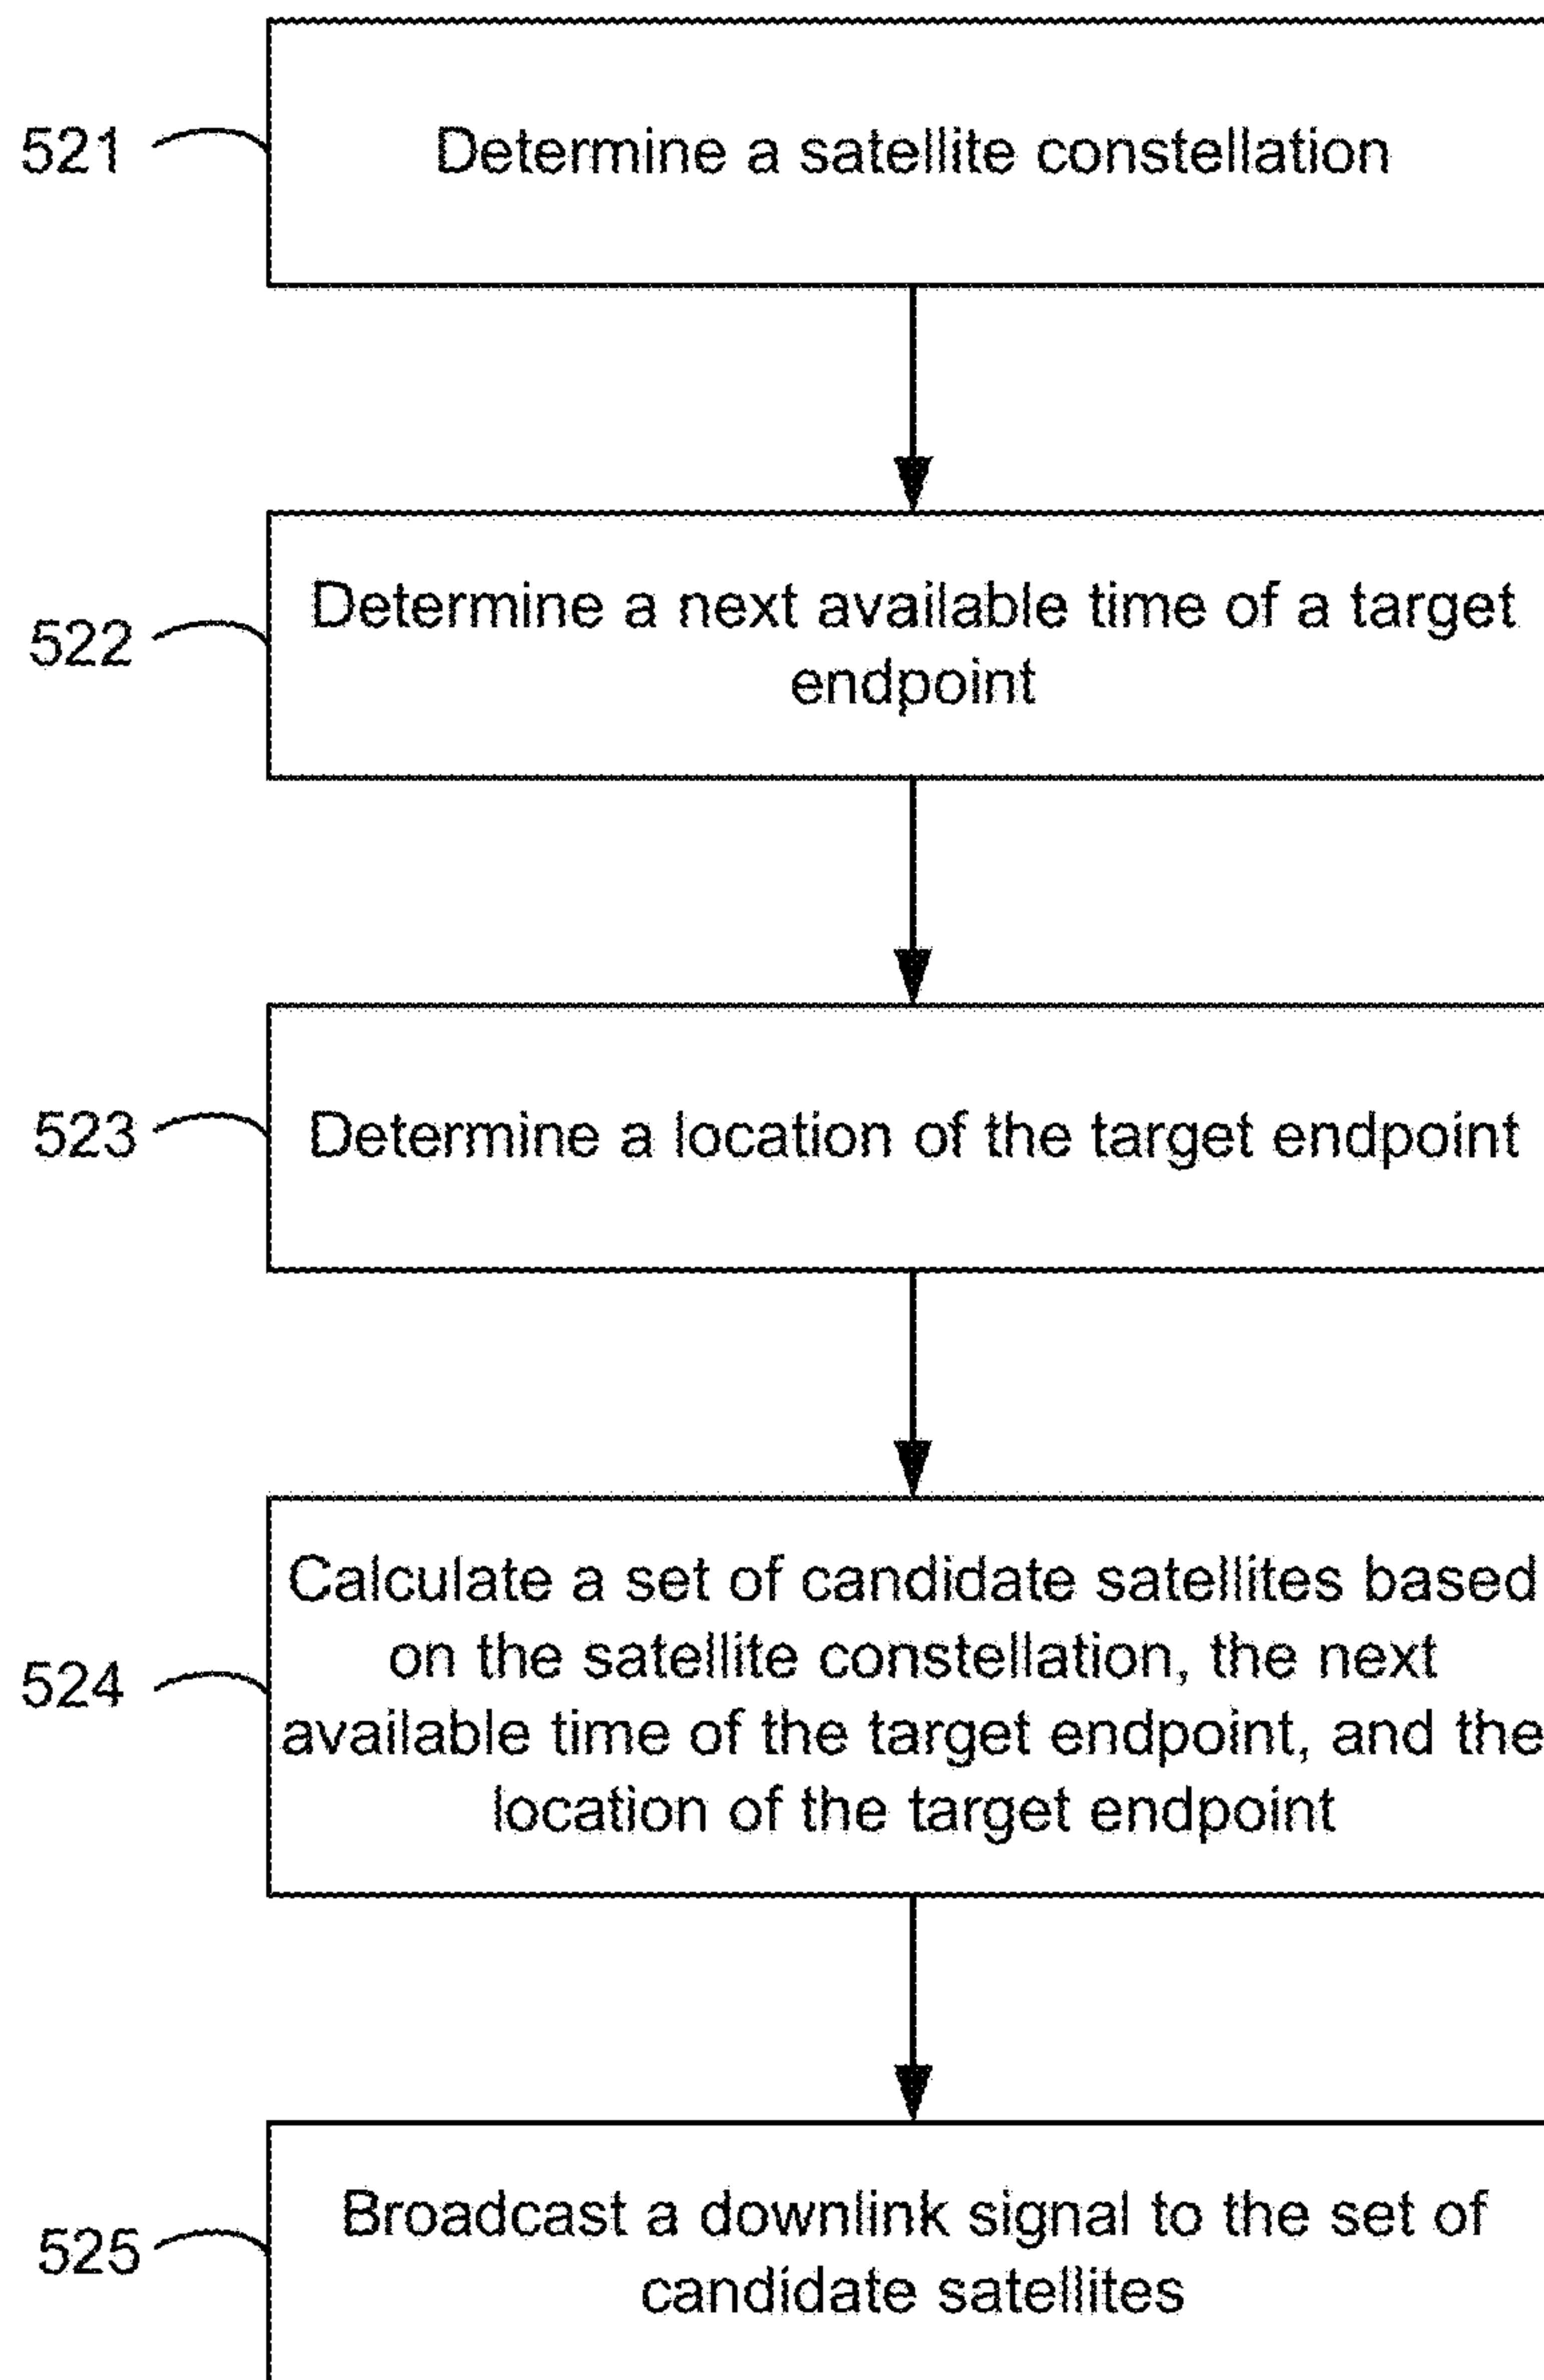 521
Determine a satellite constellation
522
Determine a next available time of a target
endpoint
523
Determine a location of the target endpoint
524
Calculate a set of candidate satellites based
on the satellite constellation, the next
available time of the target endpoint, and the
location of the target endpoint
525
Broadcast a downlink signal to the set of
candidate satellites